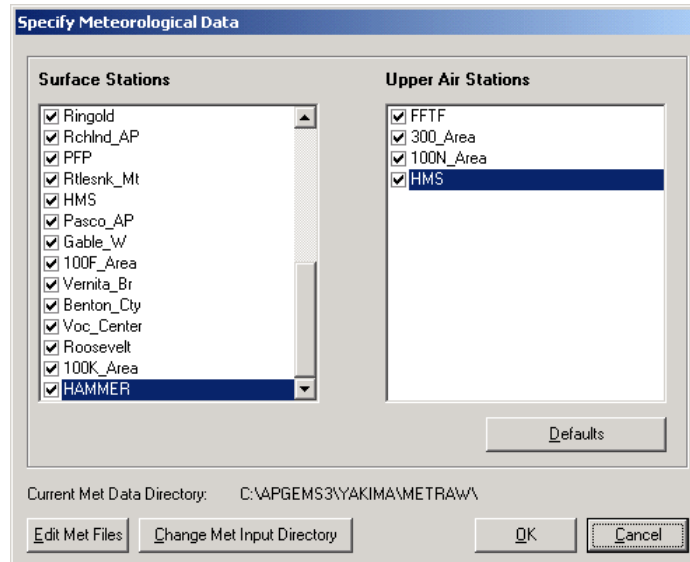 Specify Meteorological Data
Surface Stations
Ringold
Rchlnd_AP
PFP
Rtlesnk_Mt
HMS
Pasco_AP
Gable_W
100F_Area
Vernita_Br
Benton_Cty
Voc_Center
Roosevelt
100K_Area
HAMMER
Upper Air Stations
FFTF
300_Area
100N_Area
HMS
Defaults
Current Met Data Directory: C:\APGEMS3\YAKIMA\METRAW\
Edit Met Files
Change Met Input Directory
OK
Cancel